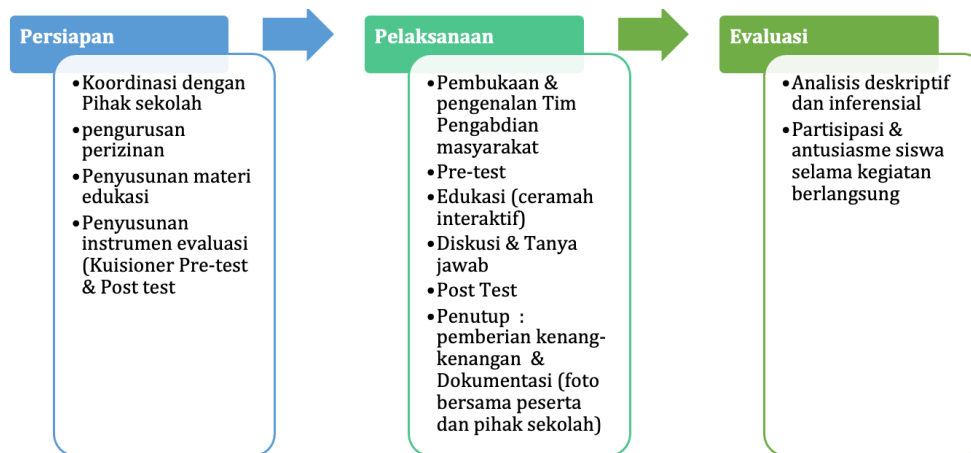 Persiapan
•Koordinasi dengan
Pihak sekolah
•pengurusan
perizinan
•Penyusunan materi
edukasi
•Penyusunan
instrumen evaluasi
(Kuisioner Pre-test
& Post test
Pelaksanaan
•Pembukaan &
pengenalan Tim
Pengabdian
masyarakat
•Pre-test
•Edukasi (ceramah
interaktif)
•Diskusi & Tanya
jawab
•Post Test
•Penutup :
pemberian kenang-
kenangan &
Dokumentasi (foto
bersama peserta
dan pihak sekolah)
Evaluasi
•Analisis deskriptif
dan inferensial
•Partisipasi &
antusiasme siswa
selama kegiatan
berlangsung